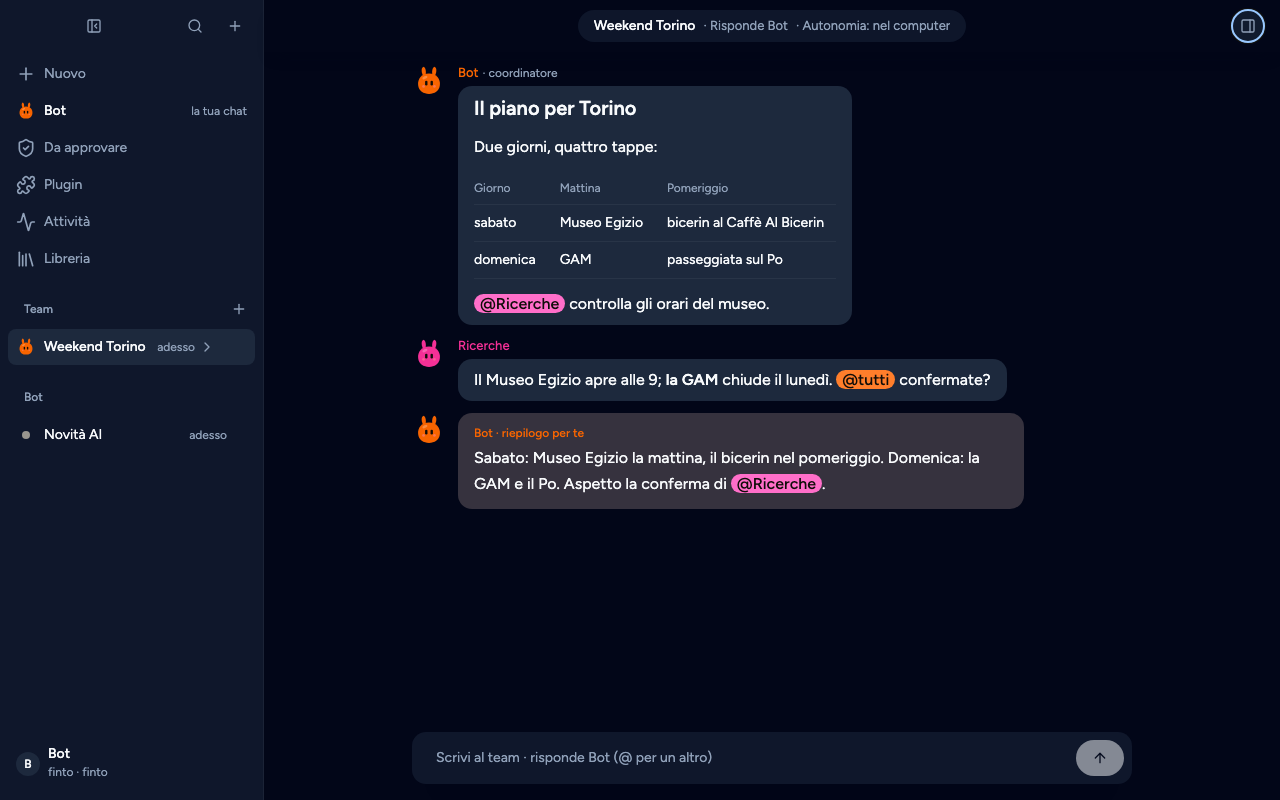 Nuovo
Bot la tua chat
Da approvare
Plugin
Attività
Libreria
Team
Weekend Torino adesso
Bot
Novità AI adesso
B
Bot
finto · finto
Weekend Torino · Risponde Bot · Autonomia: nel computer
Bot · coordinatore
Il piano per Torino
Due giorni, quattro tappe:
Giorno Mattina Pomeriggio
sabato Museo Egizio bicerin al Caffè Al Bicerin
domenica GAM passeggiata sul Po
@Ricerche controlla gli orari del museo.
Ricerche
Il Museo Egizio apre alle 9; la GAM chiude il lunedì. @tutti confermate?
Bot · riepilogo per te
Sabato: Museo Egizio la mattina, il bicerin nel pomeriggio. Domenica: la
GAM e il Po. Aspetto la conferma di @Ricerche.
Scrivi al team · risponde Bot (@ per un altro)